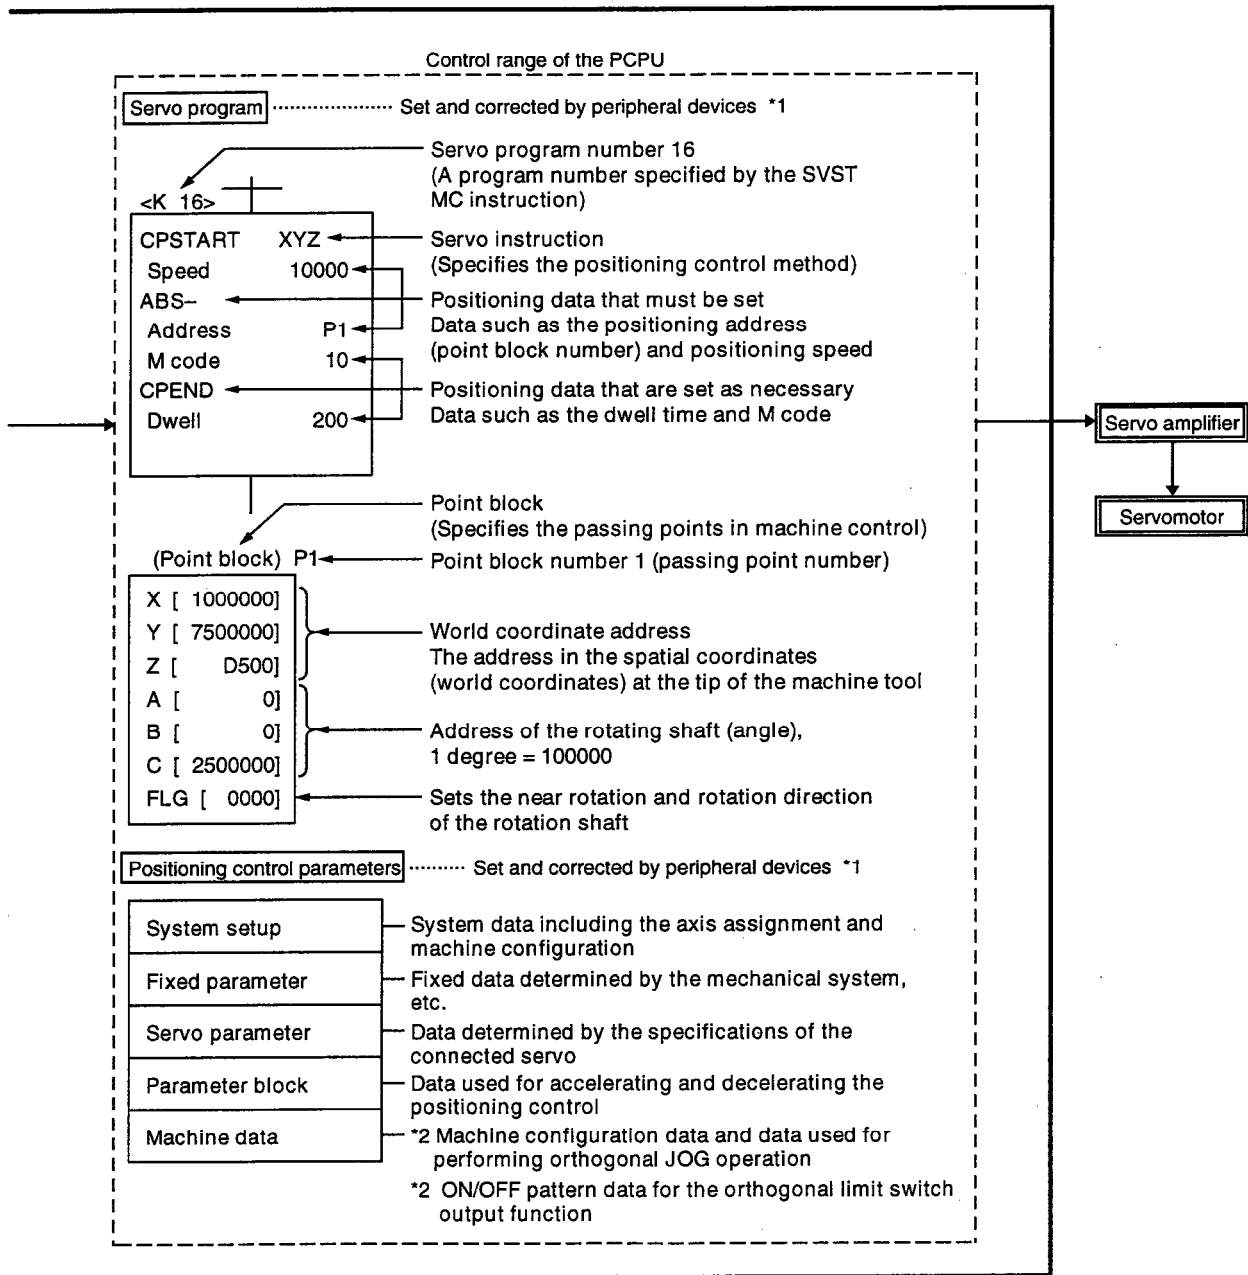 Control range of the PCPU
Servo program ·················· Set and corrected by peripheral devices *1
Servo program number 16
(A program number specified by the SVST
MC instruction)
<K 16>
CPSTART XYZ
Servo instruction
(Specifies the positioning control method)
Speed 10000
ABS–
Positioning data that must be set
Address P1
Data such as the positioning address
(point block number) and positioning speed
M code 10
CPEND
Positioning data that are set as necessary
Dwell 200
Data such as the dwell time and M code
Servo amplifier
Servomotor
Point block
(Specifies the passing points in machine control)
(Point block) P1
Point block number 1 (passing point number)
X [ 1000000]
Y [ 7500000]
Z [ D500]
World coordinate address
The address in the spatial coordinates
(world coordinates) at the tip of the machine tool
A [ 0]
B [ 0]
C [ 2500000]
Address of the rotating shaft (angle),
1 degree = 100000
FLG [ 0000]
Sets the near rotation and rotation direction
of the rotation shaft
Positioning control parameters ·········· Set and corrected by peripheral devices *1
System setup
System data including the axis assignment and
machine configuration
Fixed parameter
Fixed data determined by the mechanical system,
etc.
Servo parameter
Data determined by the specifications of the
connected servo
Parameter block
Data used for accelerating and decelerating the
positioning control
Machine data
*2 Machine configuration data and data used for
performing orthogonal JOG operation
*2 ON/OFF pattern data for the orthogonal limit switch
output function